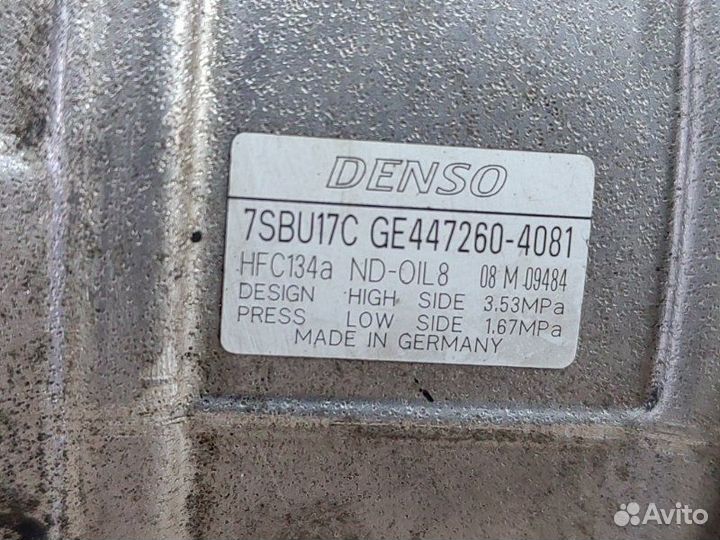 DENSO
7SBU17C GE447260-4081
HFC134a ND-OIL8 08 M 09484
DESIGN HIGH SIDE 3.53MPa
PRESS LOW SIDE 1.67MPa
MADE IN GERMANY
Avito